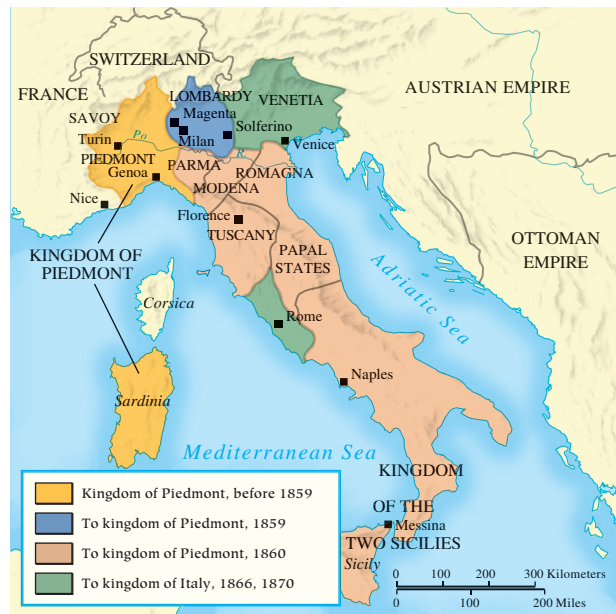 SWITZERLAND
AUSTRIAN EMPIRE
FRANCE
LOMBARDY
VENETIA
SAVOY
Magenta
Solferino
Turin
Po
Milan
Venice
PIEDMONT
PARMA
R.
Genoa
ROMAGNA
MODENA
Nice
Florence
TUSCANY
OTTOMAN
EMPIRE
KINGDOM OF
PIEDMONT
PAPAL
STATES
Adriatic Sea
Corsica
Rome
Naples
Sardinia
Mediterranean Sea
KINGDOM
OF THE
Messina
TWO SICILIES
Sicily
Kingdom of Piedmont, before 1859
To kingdom of Piedmont, 1859
To kingdom of Piedmont, 1860
To kingdom of Italy, 1866, 1870
0 100 200 300 Kilometers
0 100 200 Miles